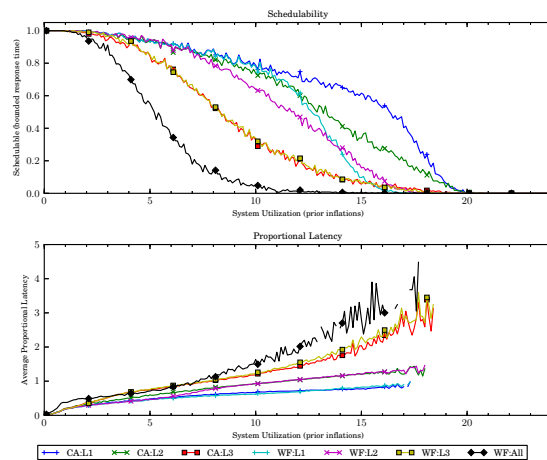 Schedulability
1.0
0.8
0.6
0.4
0.2
0.0
Schedulable (bounded response time)
0
5
10
15
20
System Utilization (prior inflations)
Proportional Latency
5
4
3
2
1
0
Average Proportional Latency
0
5
10
15
20
System Utilization (prior inflations)
CA:L1
CA:L2
CA:L3
WF:L1
WF:L2
WF:L3
WF:All